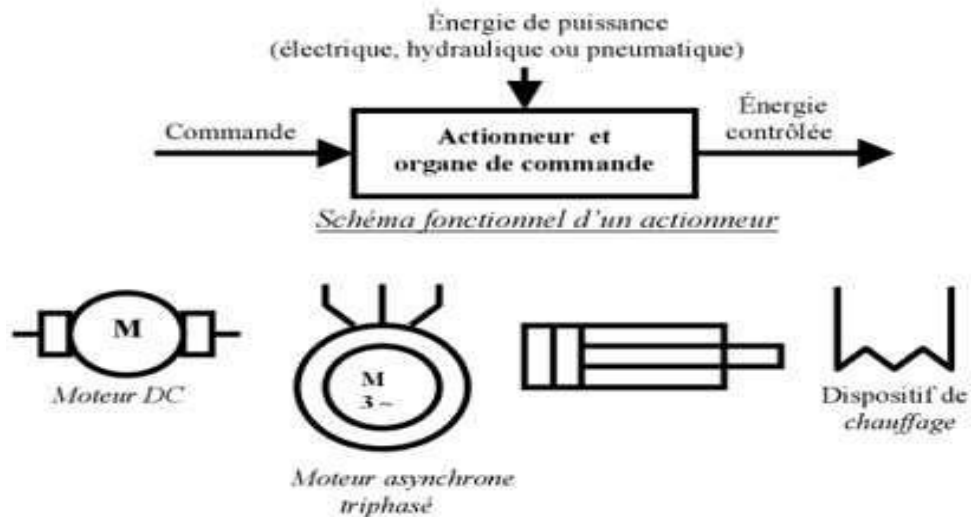 Énergie de puissance
(électrique, hydraulique ou pneumatique)
Commande
Actionneur et
organe de commande
Énergie
contrôlée
Schéma fonctionnel d'un actionneur
M
Moteur DC
M
3 ~
Moteur asynchrone
triphasé
Dispositif de
chauffage